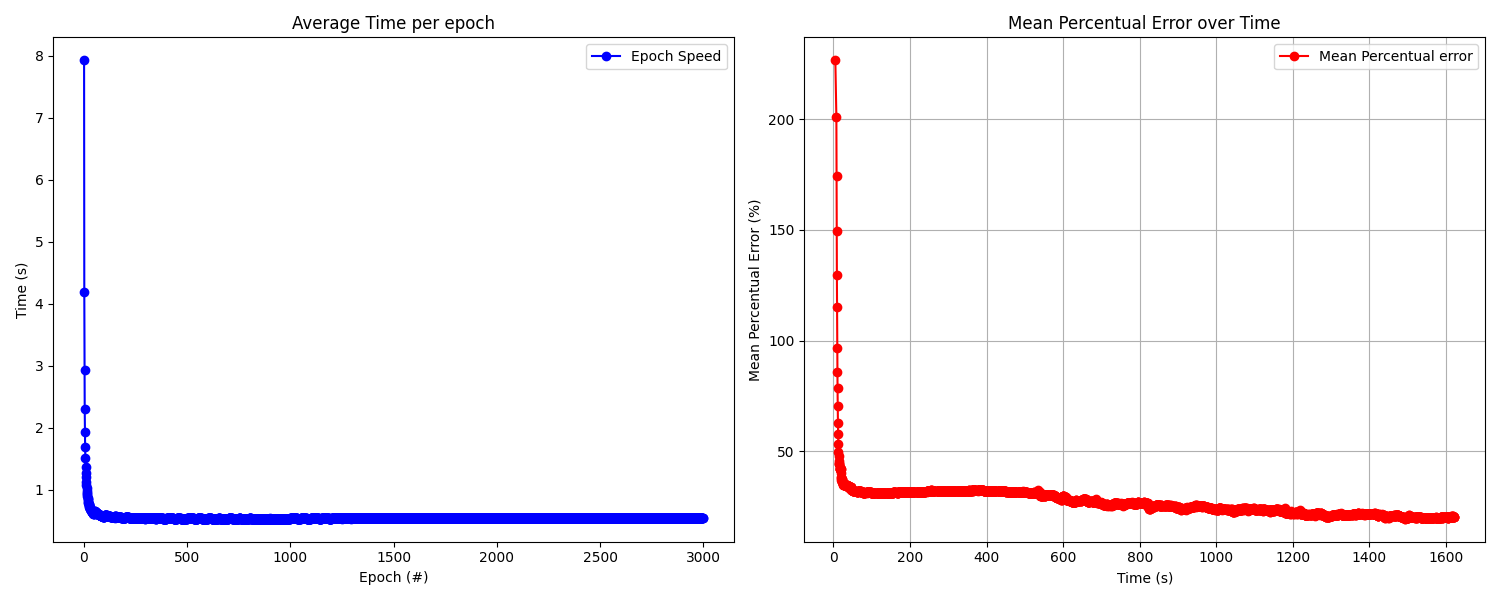 Average Time per epoch
Epoch Speed
8
7
6
5
4
3
2
1
Time (s)
0 500 1000 1500 2000 2500 3000
Epoch (#)
Mean Percentual Error over Time
Mean Percentual error
200
150
100
50
Mean Percentual Error (%)
0 200 400 600 800 1000 1200 1400 1600
Time (s)